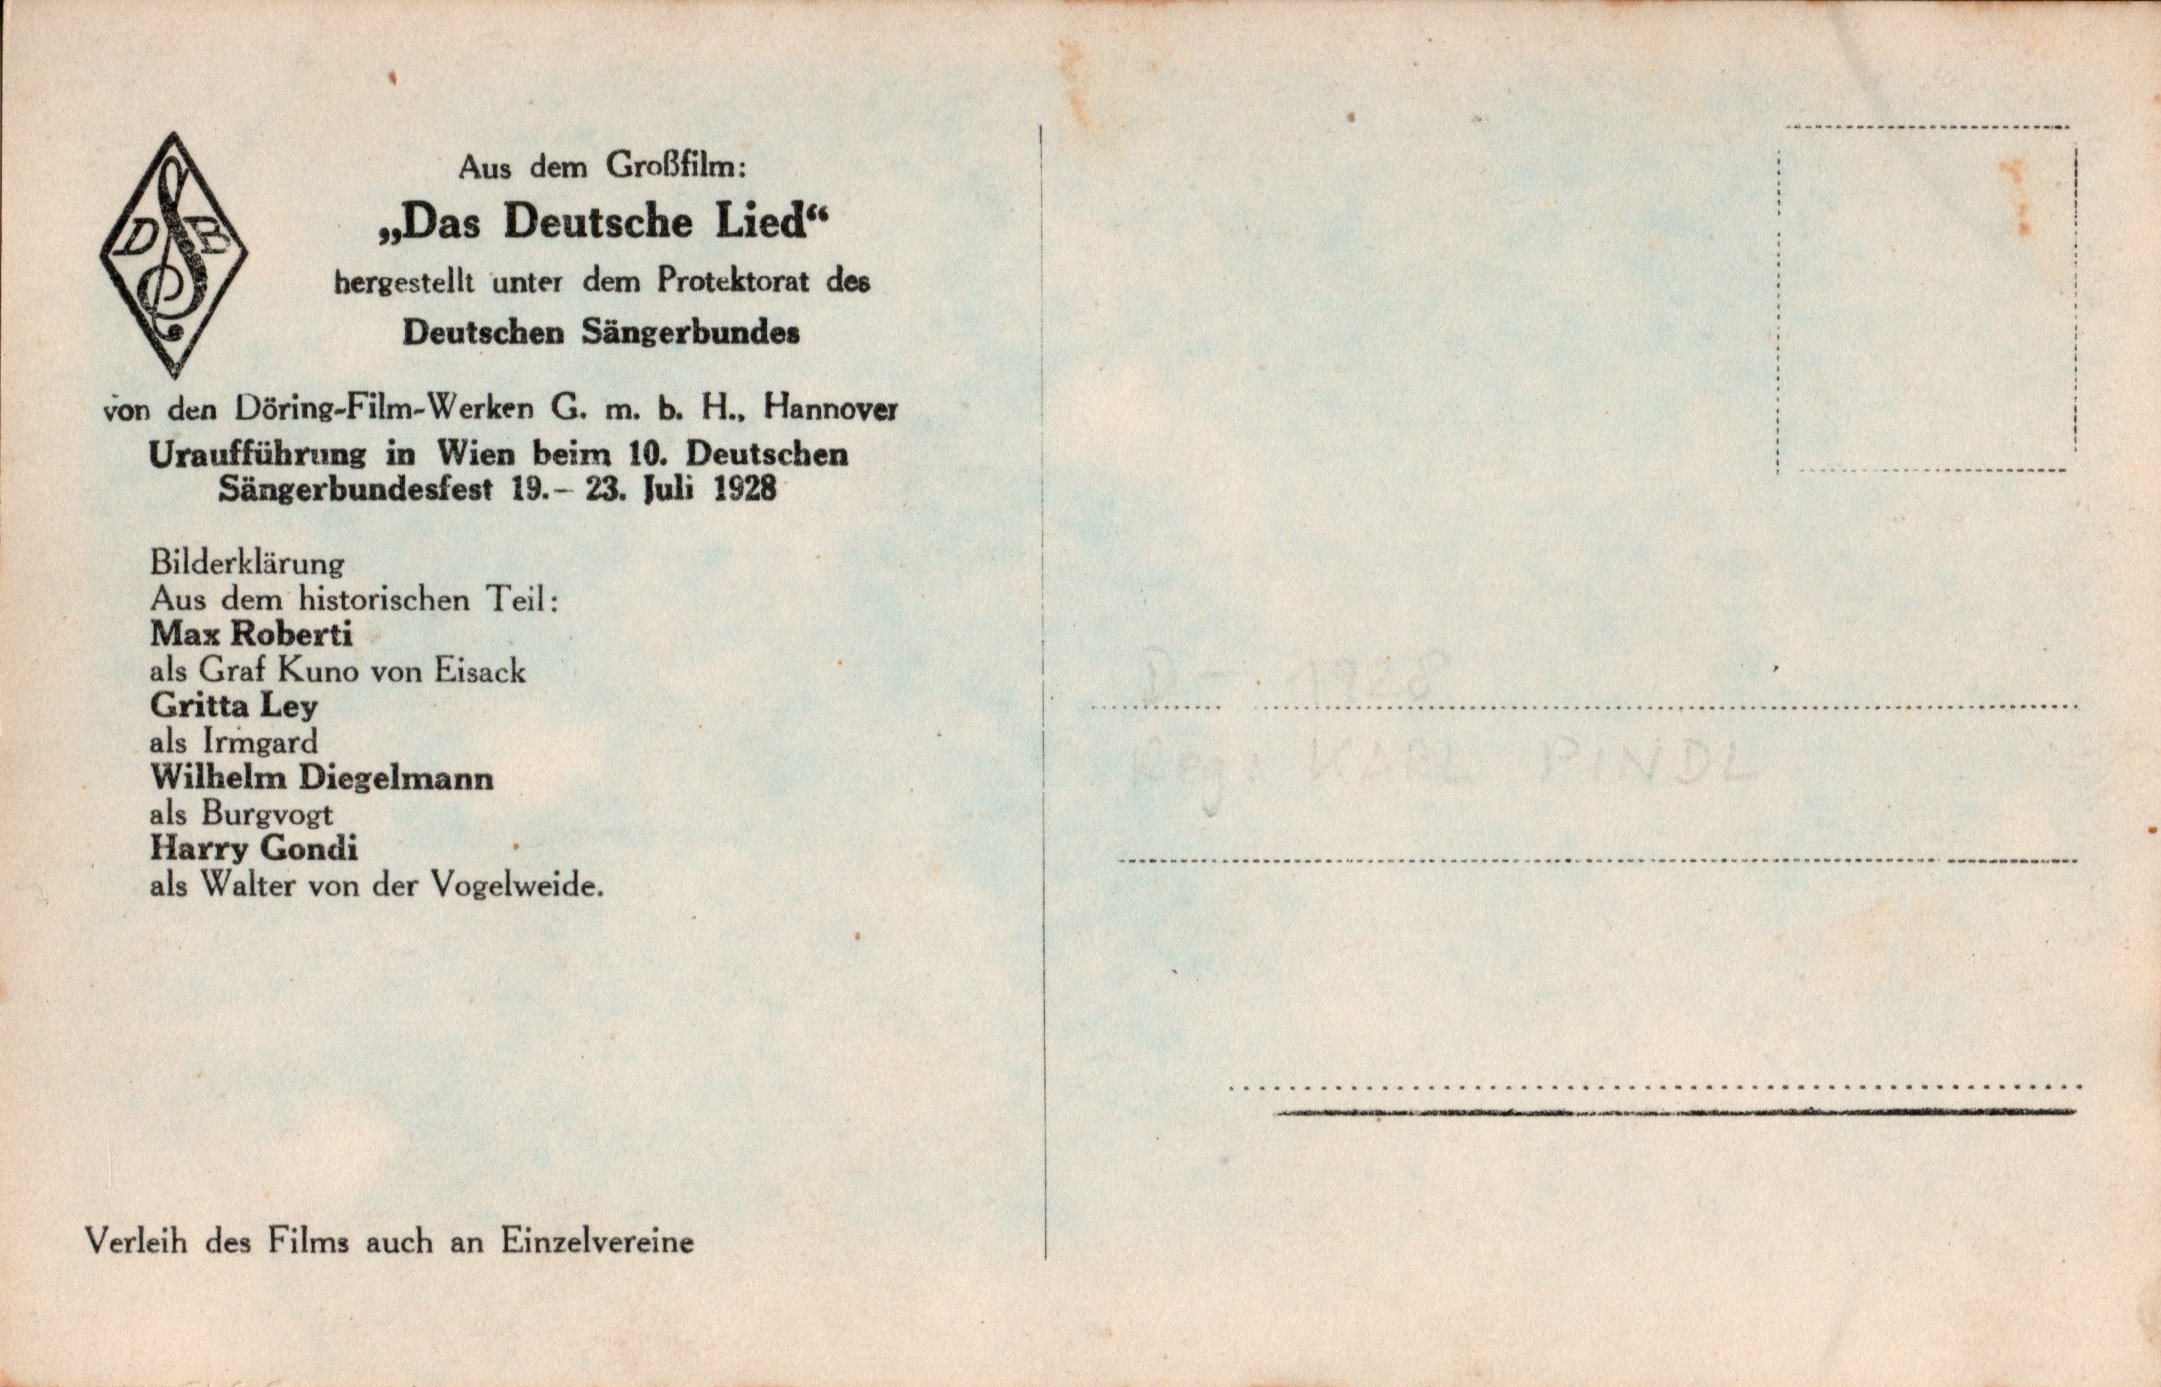 DSB
Aus dem Großfilm:
„Das Deutsche Lied“
hergestellt unter dem Protektorat des
Deutschen Sängerbundes
von den Döring-Film-Werken G. m. b. H., Hannover
Uraufführung in Wien beim 10. Deutschen
Sängerbundesfest 19.– 23. Juli 1928
Bilderklärung
Aus dem historischen Teil:
Max Roberti
als Graf Kuno von Eisack
Gritta Ley
als Irmgard
Wilhelm Diegelmann
als Burgvogt
Harry Gondi
als Walter von der Vogelweide.
Verleih des Films auch an Einzelvereine
D - 1928
Reg: KARL PINDL